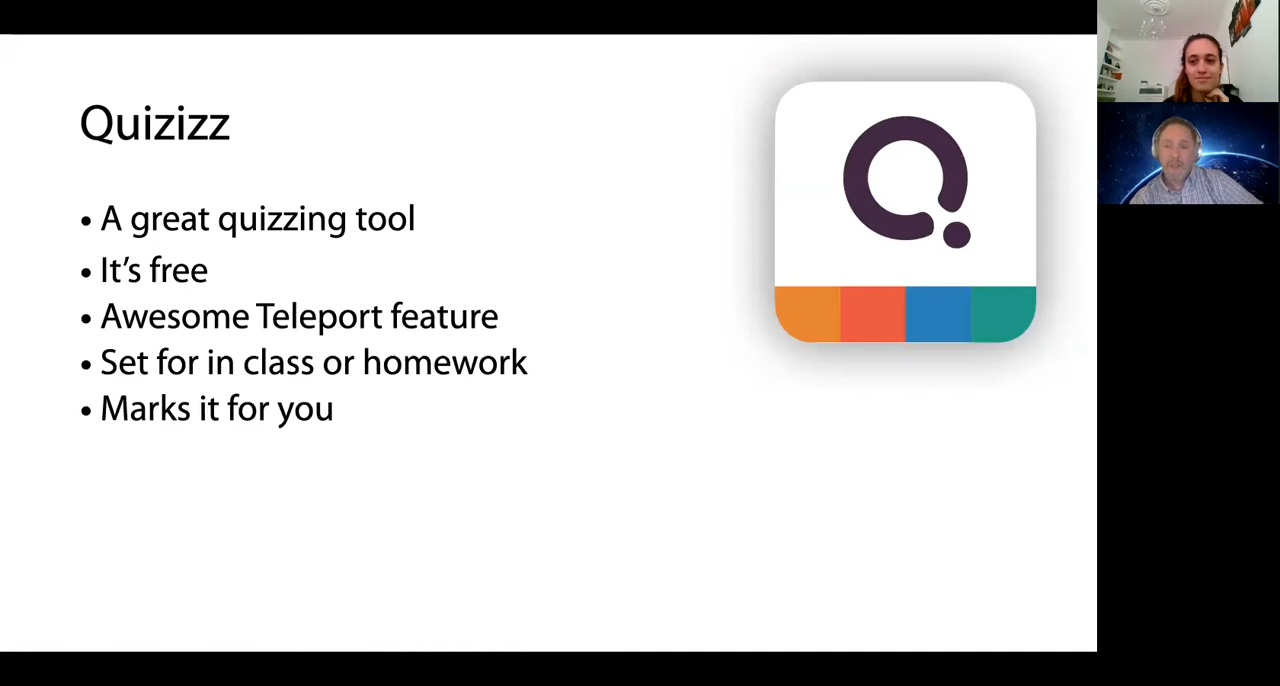 Quizizz
• A great quizzing tool
• It’s free
• Awesome Teleport feature
• Set for in class or homework
• Marks it for you